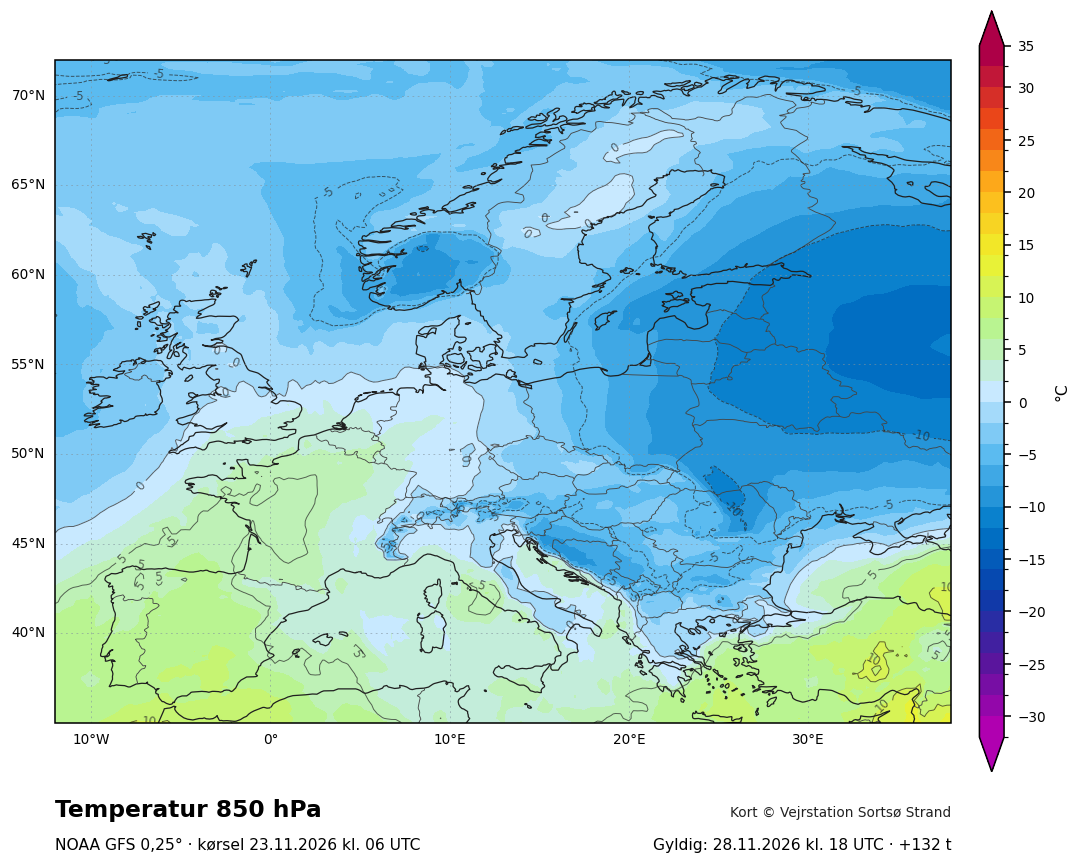 70°N
65°N
60°N
55°N
50°N
45°N
40°N
10°W 0° 10°E 20°E 30°E
35
30
25
20
15
10
5
0
−5
−10
−15
−20
−25
−30
°C
Temperatur 850 hPa
Kort © Vejrstation Sortsø Strand
NOAA GFS 0,25° · kørsel 23.11.2026 kl. 06 UTC
Gyldig: 28.11.2026 kl. 18 UTC · +132 t